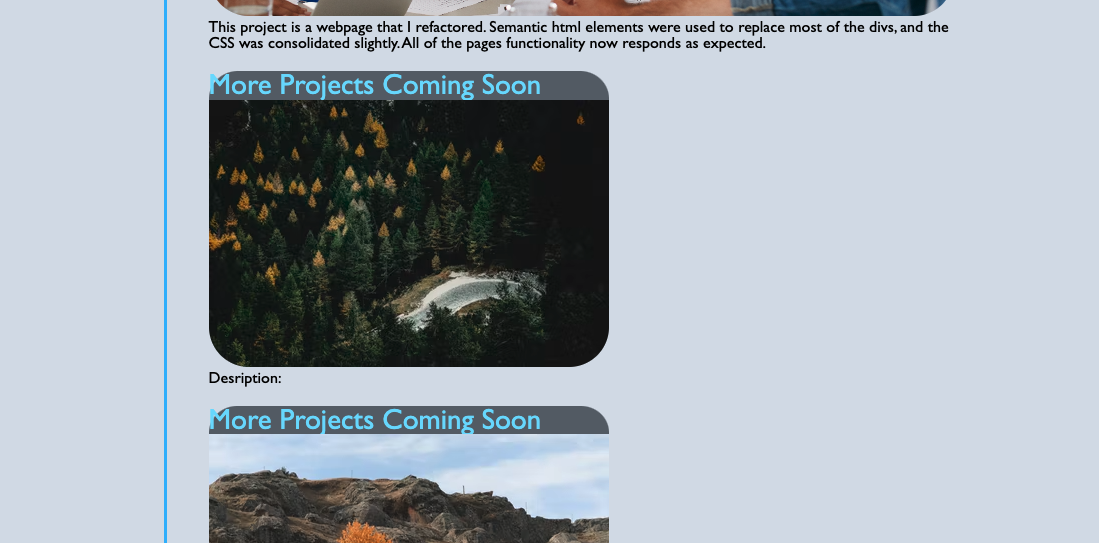 This project is a webpage that I refactored. Semantic html elements were used to replace most of the divs, and the
CSS was consolidated slightly. All of the pages functionality now responds as expected.
More Projects Coming Soon
Desription:
More Projects Coming Soon